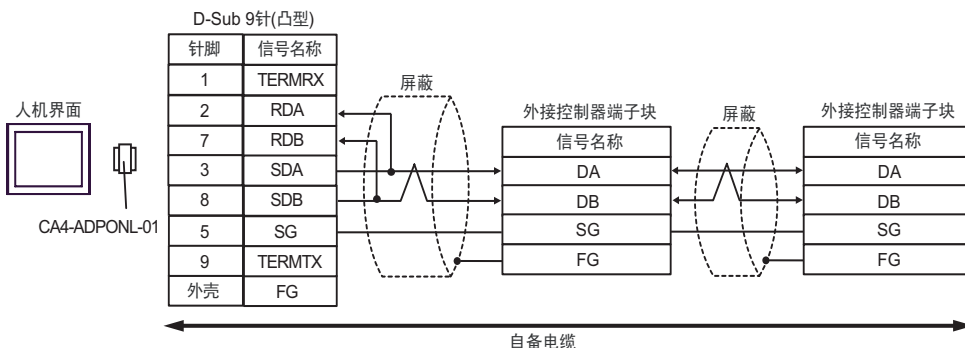 D-Sub 9针(凸型)
针脚 信号名称
1 TERMRX
2 RDA
7 RDB
3 SDA
8 SDB
5 SG
9 TERMTX
外壳 FG
人机界面
CA4-ADPONL-01
屏蔽
外接控制器端子块
信号名称
DA
DB
SG
FG
屏蔽
外接控制器端子块
信号名称
DA
DB
SG
FG
自备电缆